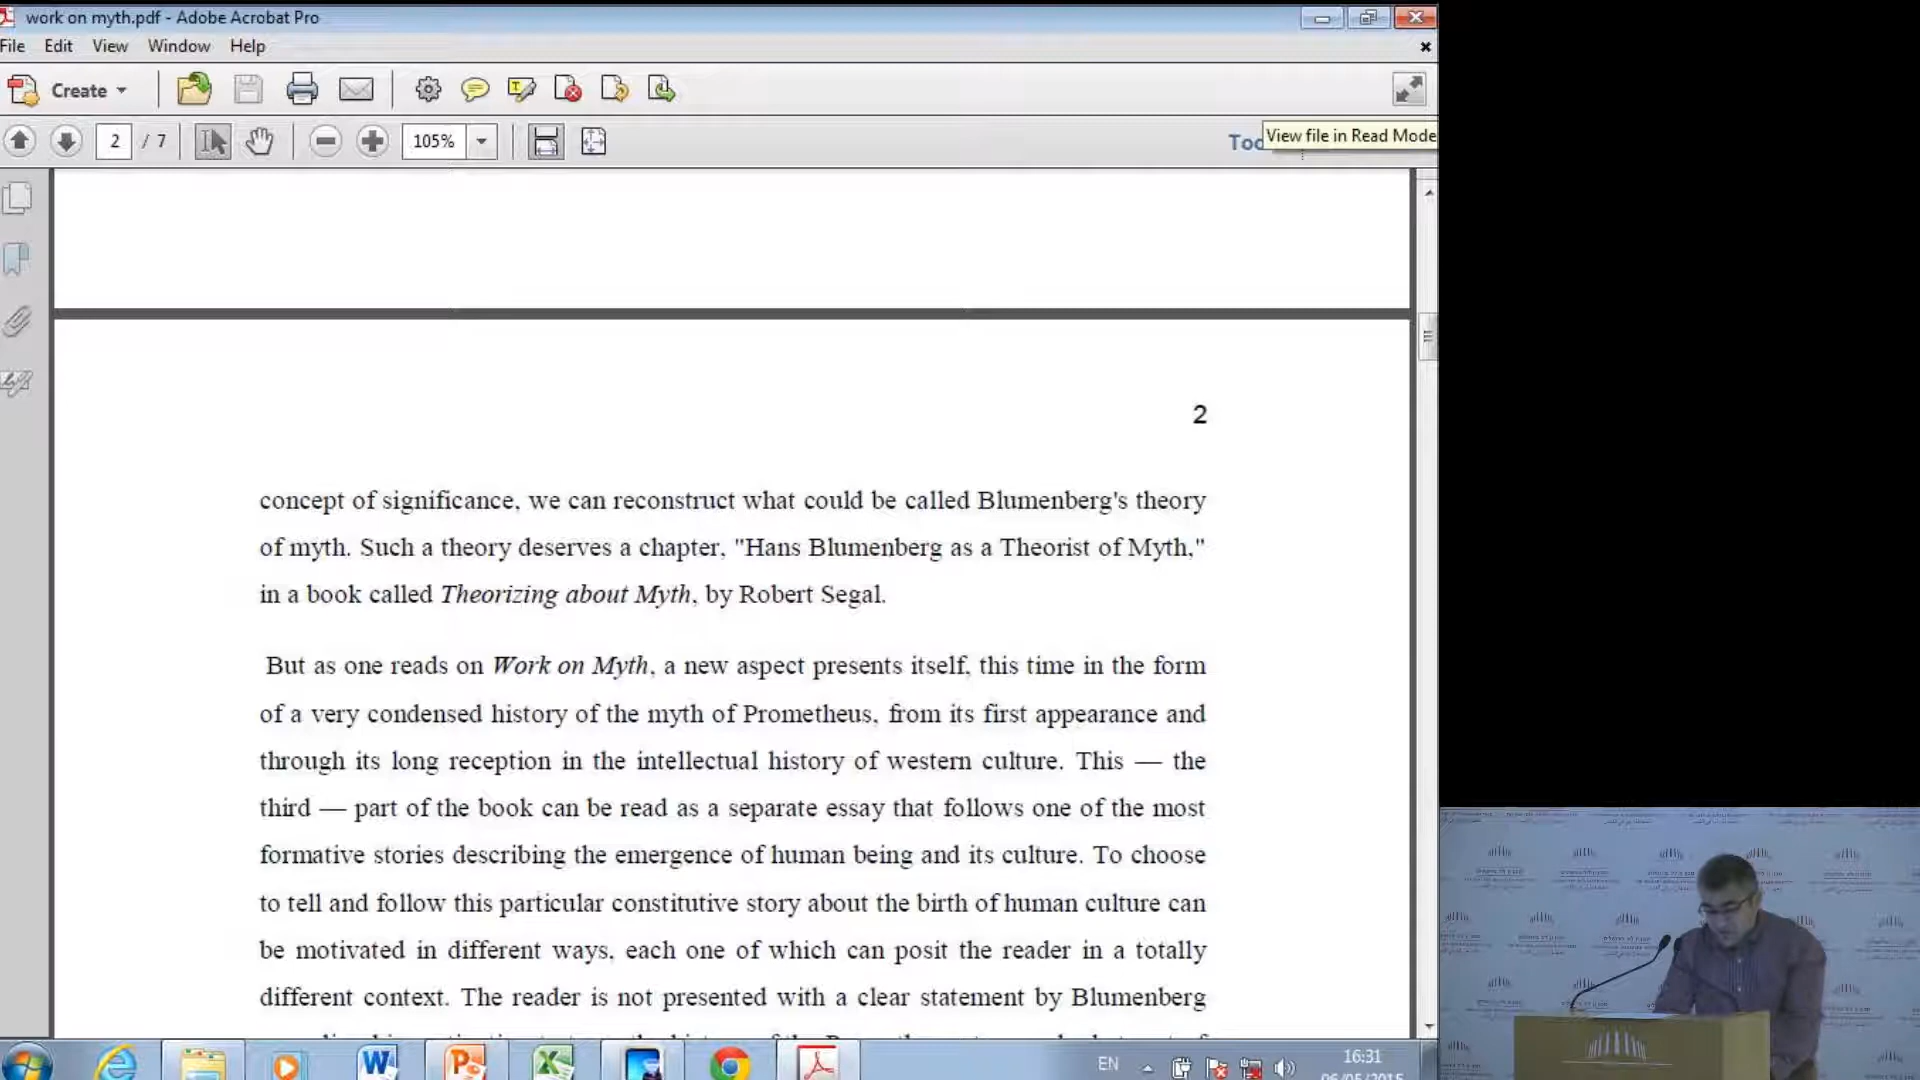 work on myth.pdf - Adobe Acrobat Pro
File Edit View Window Help
Create
2 / 7 105%
View file in Read Mode
2
concept of significance, we can reconstruct what could be called Blumenberg's theory
of myth. Such a theory deserves a chapter, "Hans Blumenberg as a Theorist of Myth,"
in a book called Theorizing about Myth, by Robert Segal.
But as one reads on Work on Myth, a new aspect presents itself, this time in the form
of a very condensed history of the myth of Prometheus, from its first appearance and
through its long reception in the intellectual history of western culture. This — the
third — part of the book can be read as a separate essay that follows one of the most
formative stories describing the emergence of human being and its culture. To choose
to tell and follow this particular constitutive story about the birth of human culture can
be motivated in different ways, each one of which can posit the reader in a totally
different context. The reader is not presented with a clear statement by Blumenberg
EN
16:31
06/05/2015